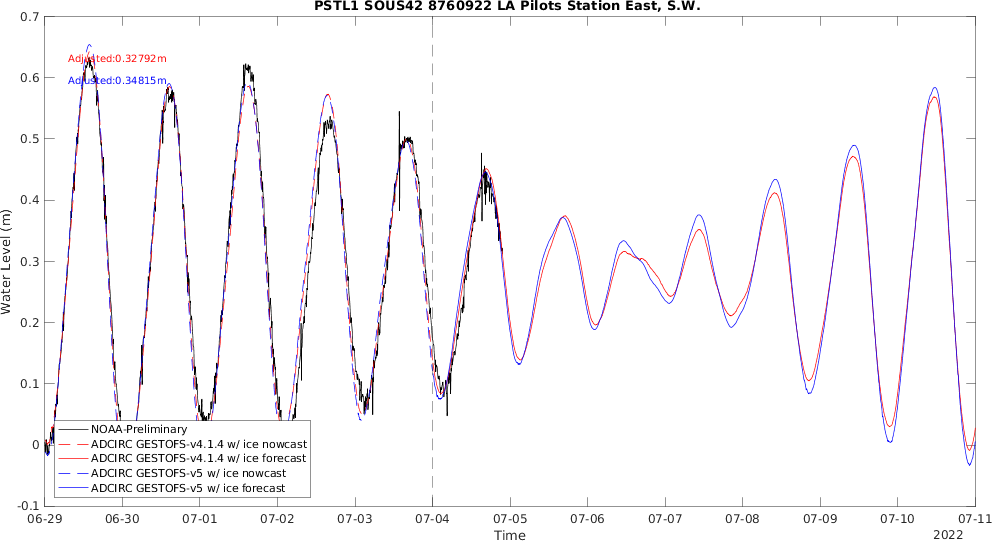 PSTL1 SOUS42 8760922 LA Pilots Station East, S.W.
0.7
0.6
0.5
0.4
0.3
0.2
0.1
0
-0.1
Water Level (m)
Adjusted:0.32792m
Adjusted:0.34815m
NOAA-Preliminary
ADCIRC GESTOFS-v4.1.4 w/ ice nowcast
ADCIRC GESTOFS-v4.1.4 w/ ice forecast
ADCIRC GESTOFS-v5 w/ ice nowcast
ADCIRC GESTOFS-v5 w/ ice forecast
06-29 06-30 07-01 07-02 07-03 07-04 07-05 07-06 07-07 07-08 07-09 07-10 07-11
Time
2022